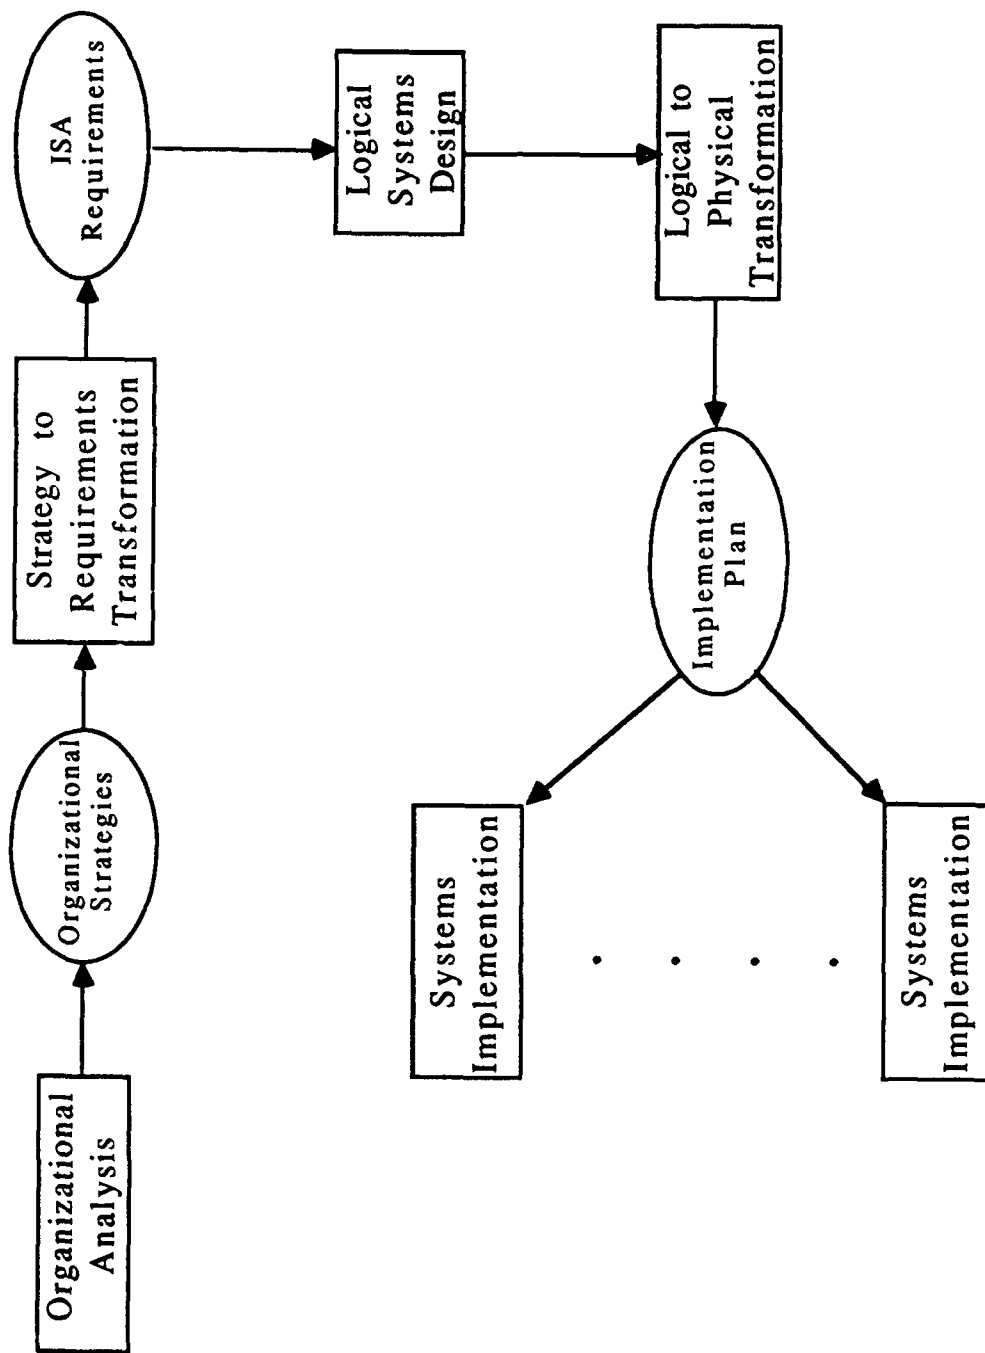 Organizational
Analysis
Organizational
Strategies
Strategy to
Requirements
Transformation
ISA
Requirements
Logical
Systems
Design
Logical to
Physical
Transformation
Implementation
Plan
Systems
Implementation
Systems
Implementation